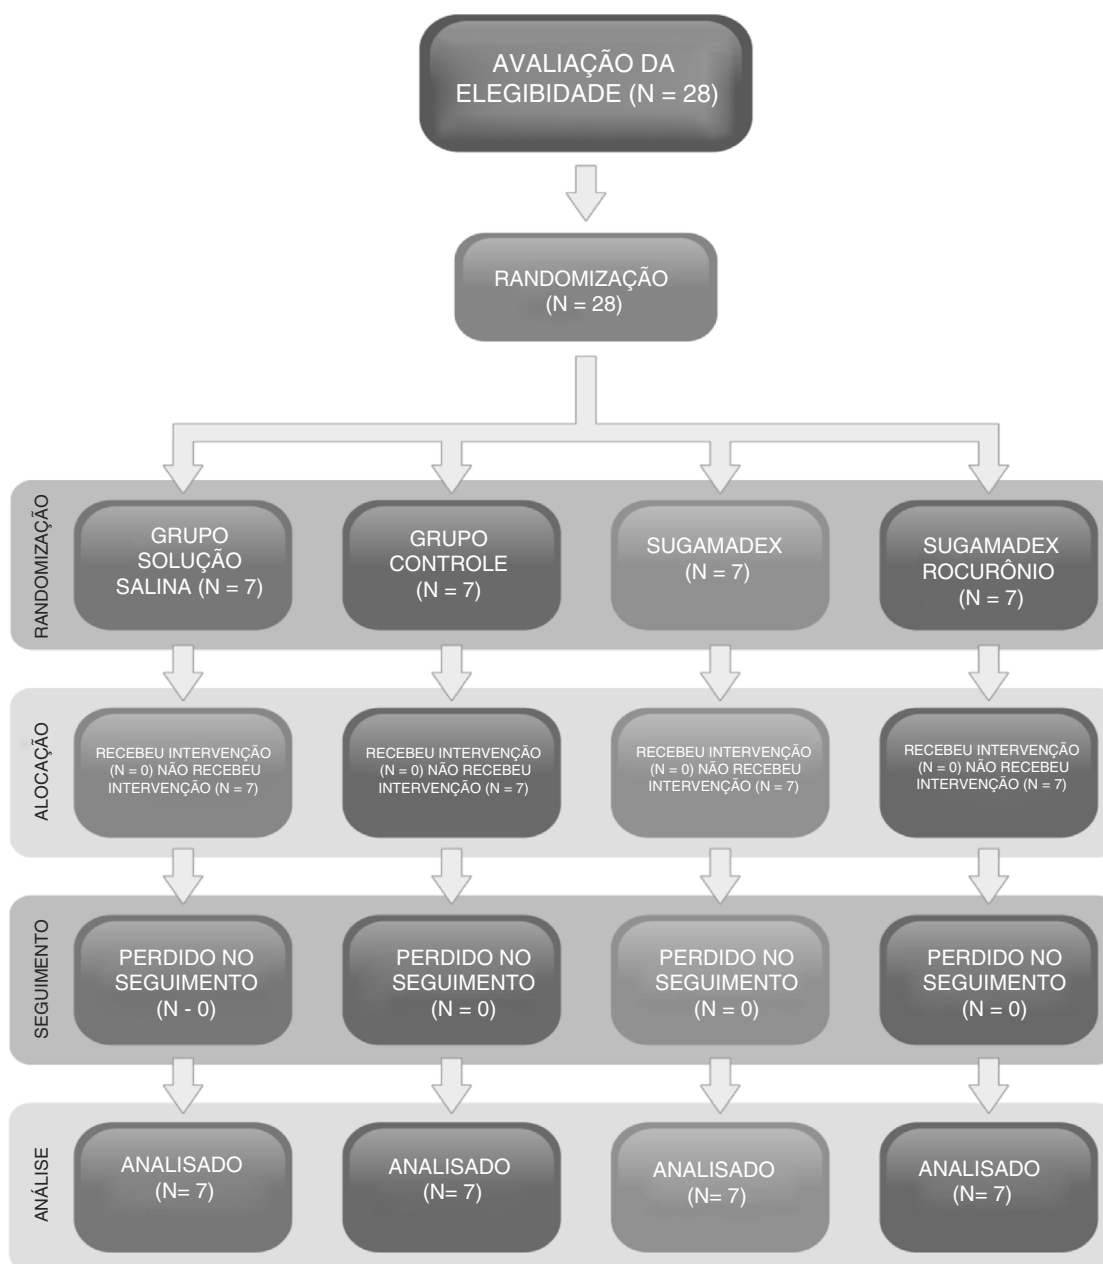 AVALIAÇÃO DA
ELEGIBIDADE (N = 28)
RANDOMIZAÇÃO
(N = 28)
RANDOMIZAÇÃO
GRUPO
SOLUÇÃO
SALINA (N = 7)
GRUPO
CONTROLE
(N = 7)
SUGAMADEX
(N = 7)
SUGAMADEX
ROCURÔNIO
(N = 7)
ALOCAÇÃO
RECEBEU INTERVENÇÃO
(N = 0) NÃO RECEBEU
INTERVENÇÃO (N = 7)
RECEBEU INTERVENÇÃO
(N = 0) NÃO RECEBEU
INTERVENÇÃO (N = 7)
RECEBEU INTERVENÇÃO
(N = 0) NÃO RECEBEU
INTERVENÇÃO (N = 7)
RECEBEU INTERVENÇÃO
(N = 0) NÃO RECEBEU
INTERVENÇÃO (N = 7)
SEGUIMENTO
PERDIDO NO
SEGUIMENTO
(N - 0)
PERDIDO NO
SEGUIMENTO
(N = 0)
PERDIDO NO
SEGUIMENTO
(N = 0)
PERDIDO NO
SEGUIMENTO
(N = 0)
ANÁLISE
ANALISADO
(N= 7)
ANALISADO
(N= 7)
ANALISADO
(N= 7)
ANALISADO
(N= 7)